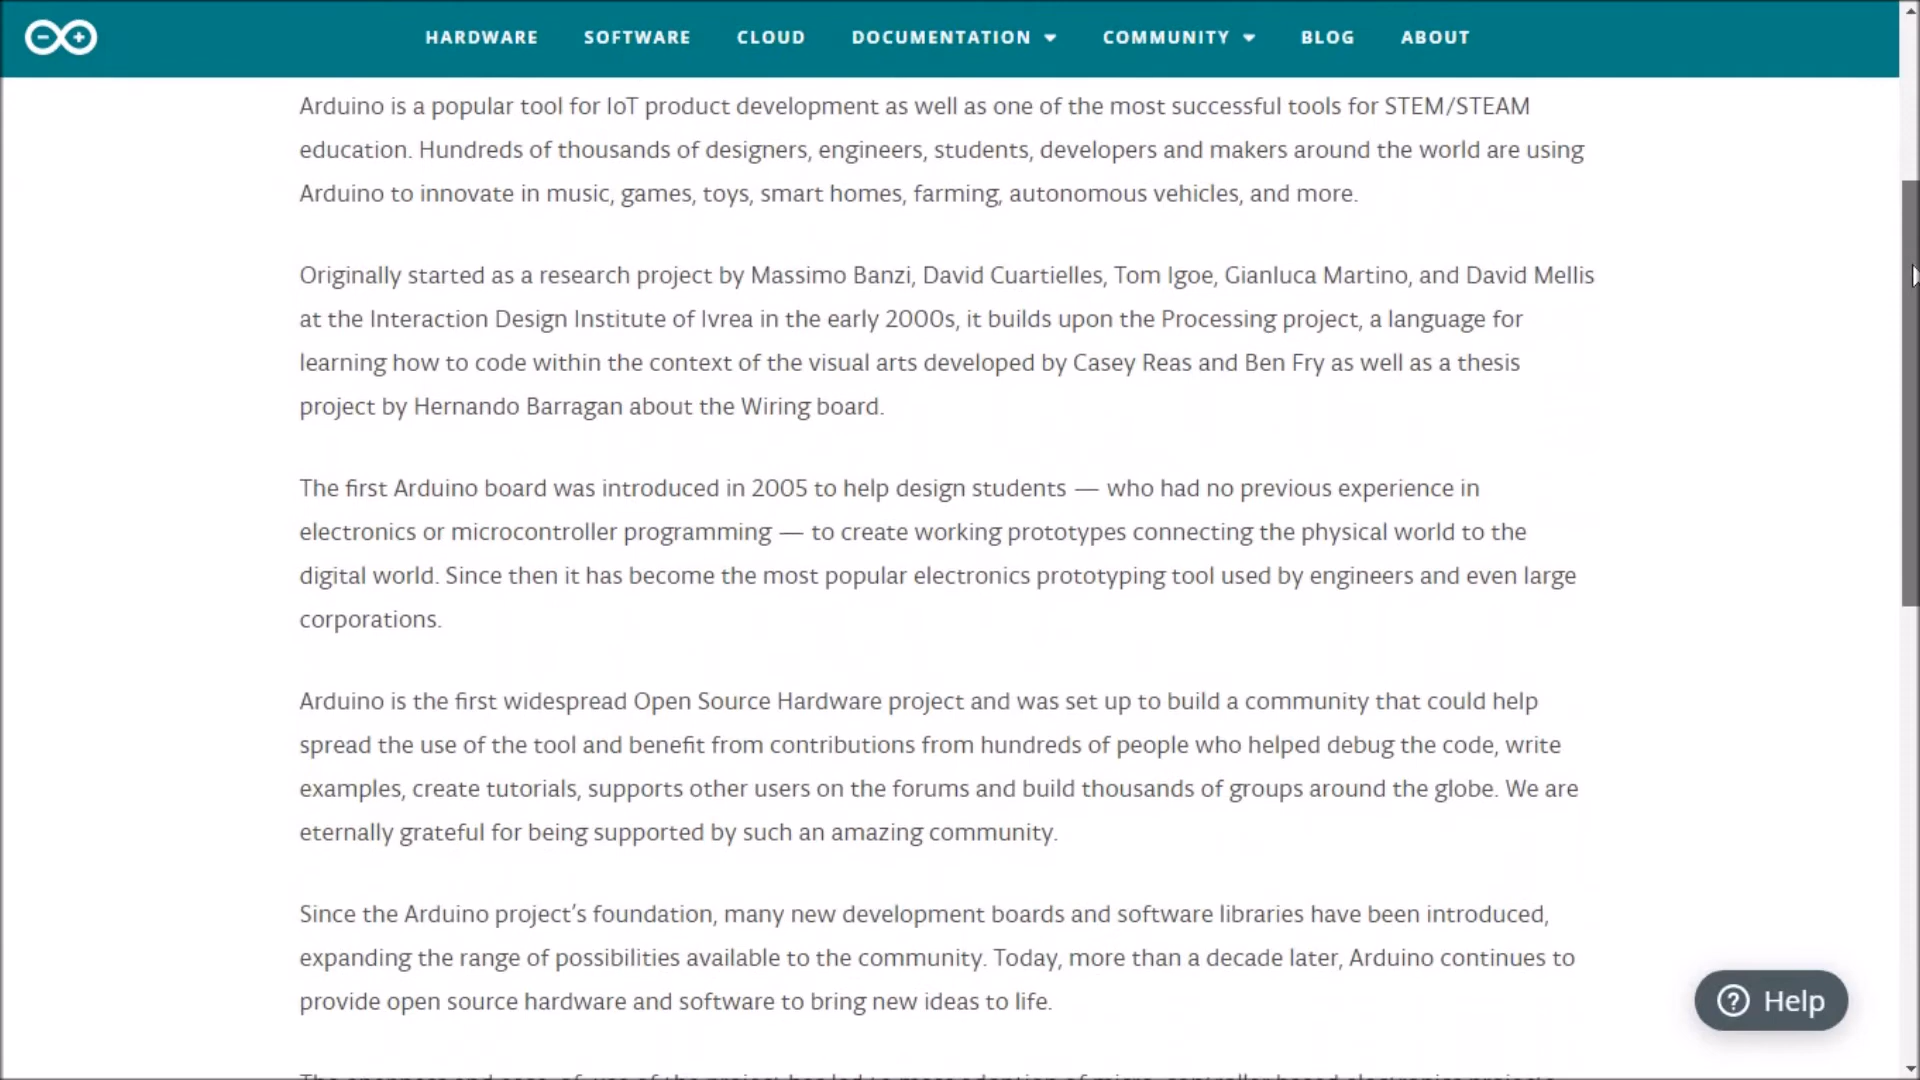 HARDWARE SOFTWARE CLOUD DOCUMENTATION COMMUNITY BLOG ABOUT
Arduino is a popular tool for IoT product development as well as one of the most successful tools for STEM/STEAM
education. Hundreds of thousands of designers, engineers, students, developers and makers around the world are using
Arduino to innovate in music, games, toys, smart homes, farming, autonomous vehicles, and more.
Originally started as a research project by Massimo Banzi, David Cuartielles, Tom Igoe, Gianluca Martino, and David Mellis
at the Interaction Design Institute of Ivrea in the early 2000s, it builds upon the Processing project, a language for
learning how to code within the context of the visual arts developed by Casey Reas and Ben Fry as well as a thesis
project by Hernando Barragan about the Wiring board.
The first Arduino board was introduced in 2005 to help design students — who had no previous experience in
electronics or microcontroller programming — to create working prototypes connecting the physical world to the
digital world. Since then it has become the most popular electronics prototyping tool used by engineers and even large
corporations.
Arduino is the first widespread Open Source Hardware project and was set up to build a community that could help
spread the use of the tool and benefit from contributions from hundreds of people who helped debug the code, write
examples, create tutorials, supports other users on the forums and build thousands of groups around the globe. We are
eternally grateful for being supported by such an amazing community.
Since the Arduino project’s foundation, many new development boards and software libraries have been introduced,
expanding the range of possibilities available to the community. Today, more than a decade later, Arduino continues to
provide open source hardware and software to bring new ideas to life.
Help